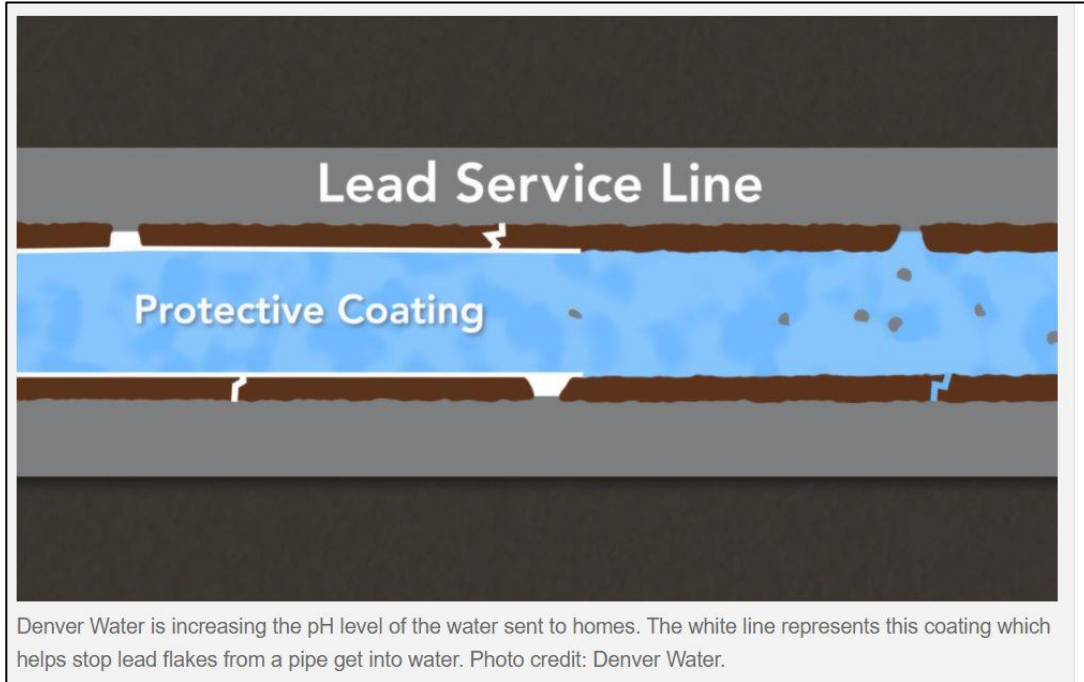 Lead Service Line
Protective Coating
Denver Water is increasing the pH level of the water sent to homes. The white line represents this coating which
helps stop lead flakes from a pipe get into water. Photo credit: Denver Water.